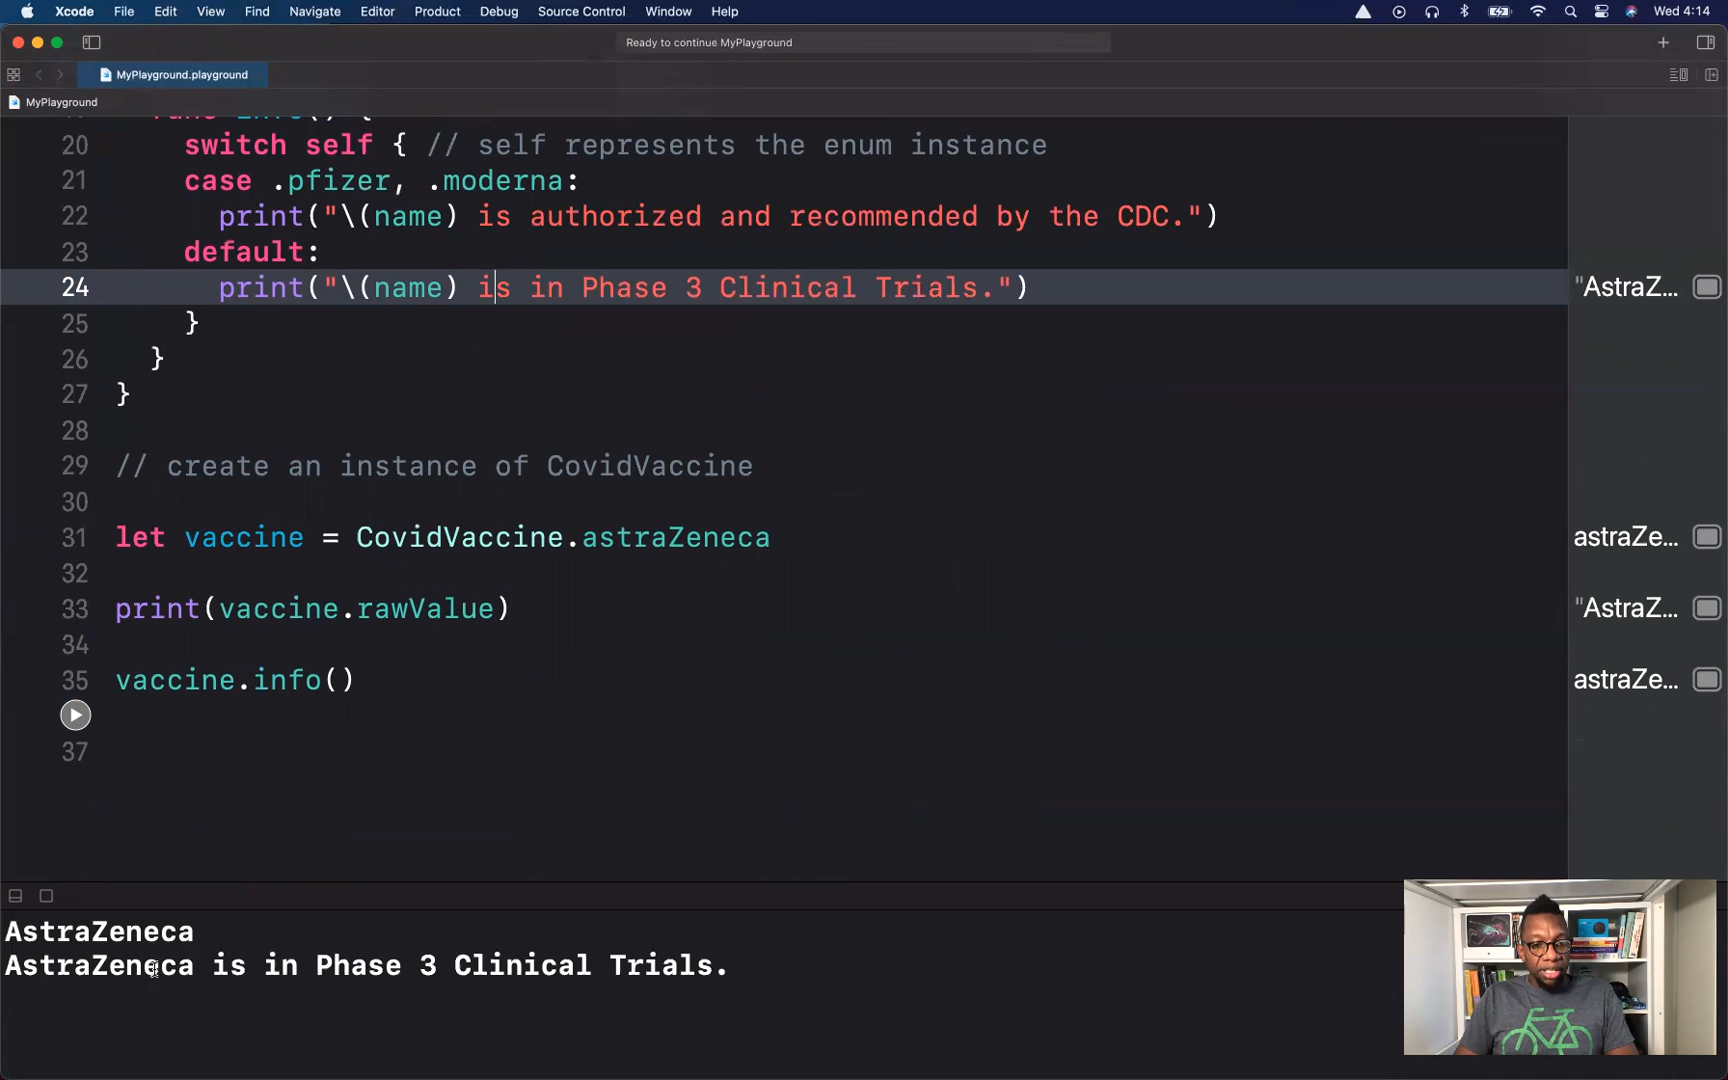 Xcode File Edit View Find Navigate Editor Product Debug Source Control Window Help Wed 4:14
Ready to continue MyPlayground
MyPlayground.playground
MyPlayground
20 switch self { // self represents the enum instance
21 case .pfizer, .moderna:
22 print("\(name) is authorized and recommended by the CDC.")
23 default:
24 print("\(name) is in Phase 3 Clinical Trials.") "AstraZ...
25 }
26 }
27 }
28
29 // create an instance of CovidVaccine
30
31 let vaccine = CovidVaccine.astraZeneca astraZe...
32
33 print(vaccine.rawValue) "AstraZ...
34
35 vaccine.info() astraZe...
37
AstraZeneca
AstraZeneca is in Phase 3 Clinical Trials.